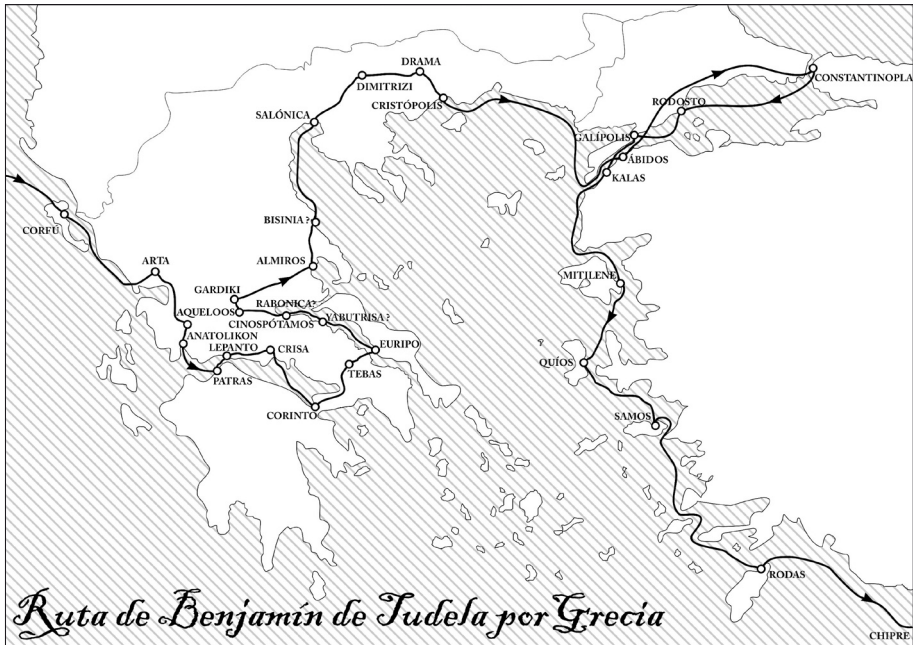 DRAMA
DIMITRIZI
CONSTANTINOPLA
CRISTÓPOLIS
RODOSTO
SALÓNICA
GALÍPOLIS
ÁBIDOS
KALAS
BISINIA ?
CORFÚ
ARTA
ALMIROS
MITILENE
GARDIKI
RABONICA?
AQUELOOS
CINOSPÓTAMOS
YABUTRISA ?
ANATOLIKON
LEPANTO
CRISA
EURIPO
QUÍOS
TEBAS
PATRAS
CORINTO
SAMOS
RODAS
Ruta de Benjamín de Tudela por Grecia
CHIPRE